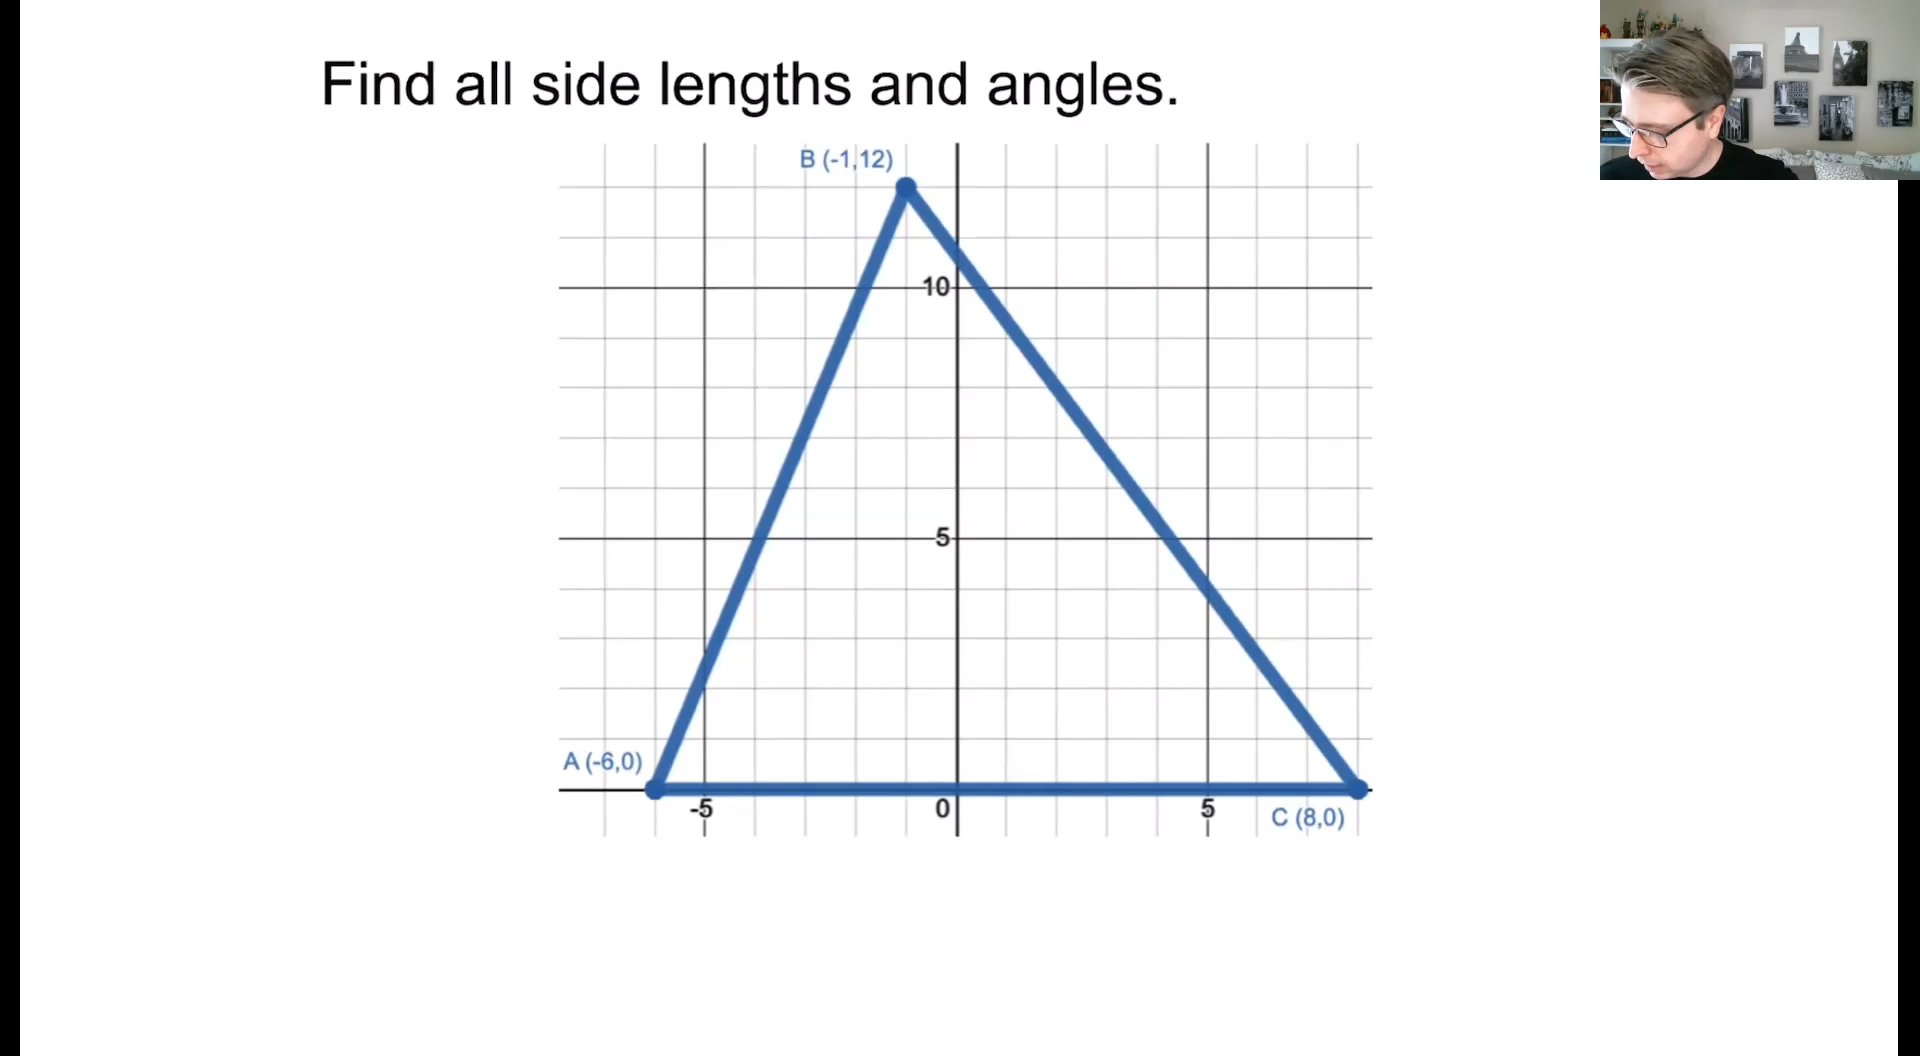 Find all side lengths and angles.
B (-1,12)
10
5
A (-6,0)
-5
0
5
C (8,0)